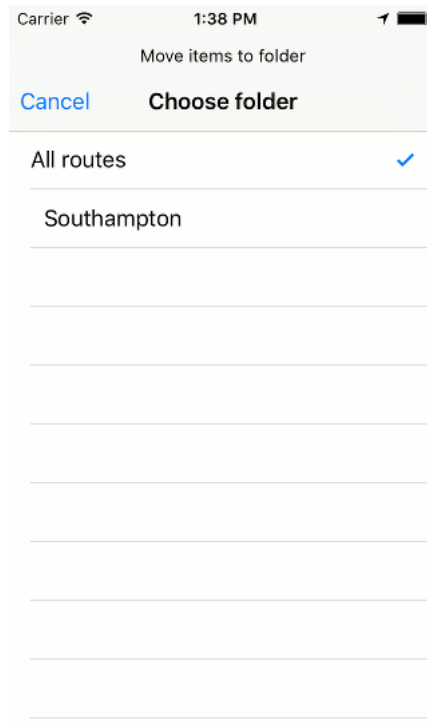 Carrier 1:38 PM
Move items to folder
Cancel Choose folder
All routes
Southampton